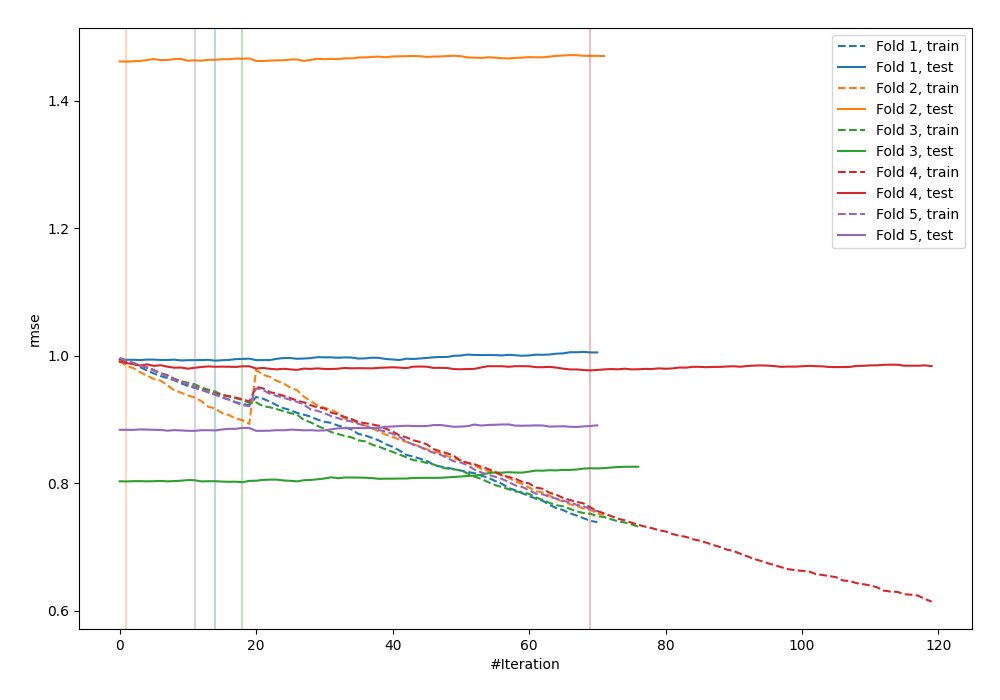 rmse
1.4
1.2
1.0
0.8
0.6
0
20
40
60
80
100
120
#Iteration
Fold 1, train
Fold 1, test
Fold 2, train
Fold 2, test
Fold 3, train
Fold 3, test
Fold 4, train
Fold 4, test
Fold 5, train
Fold 5, test